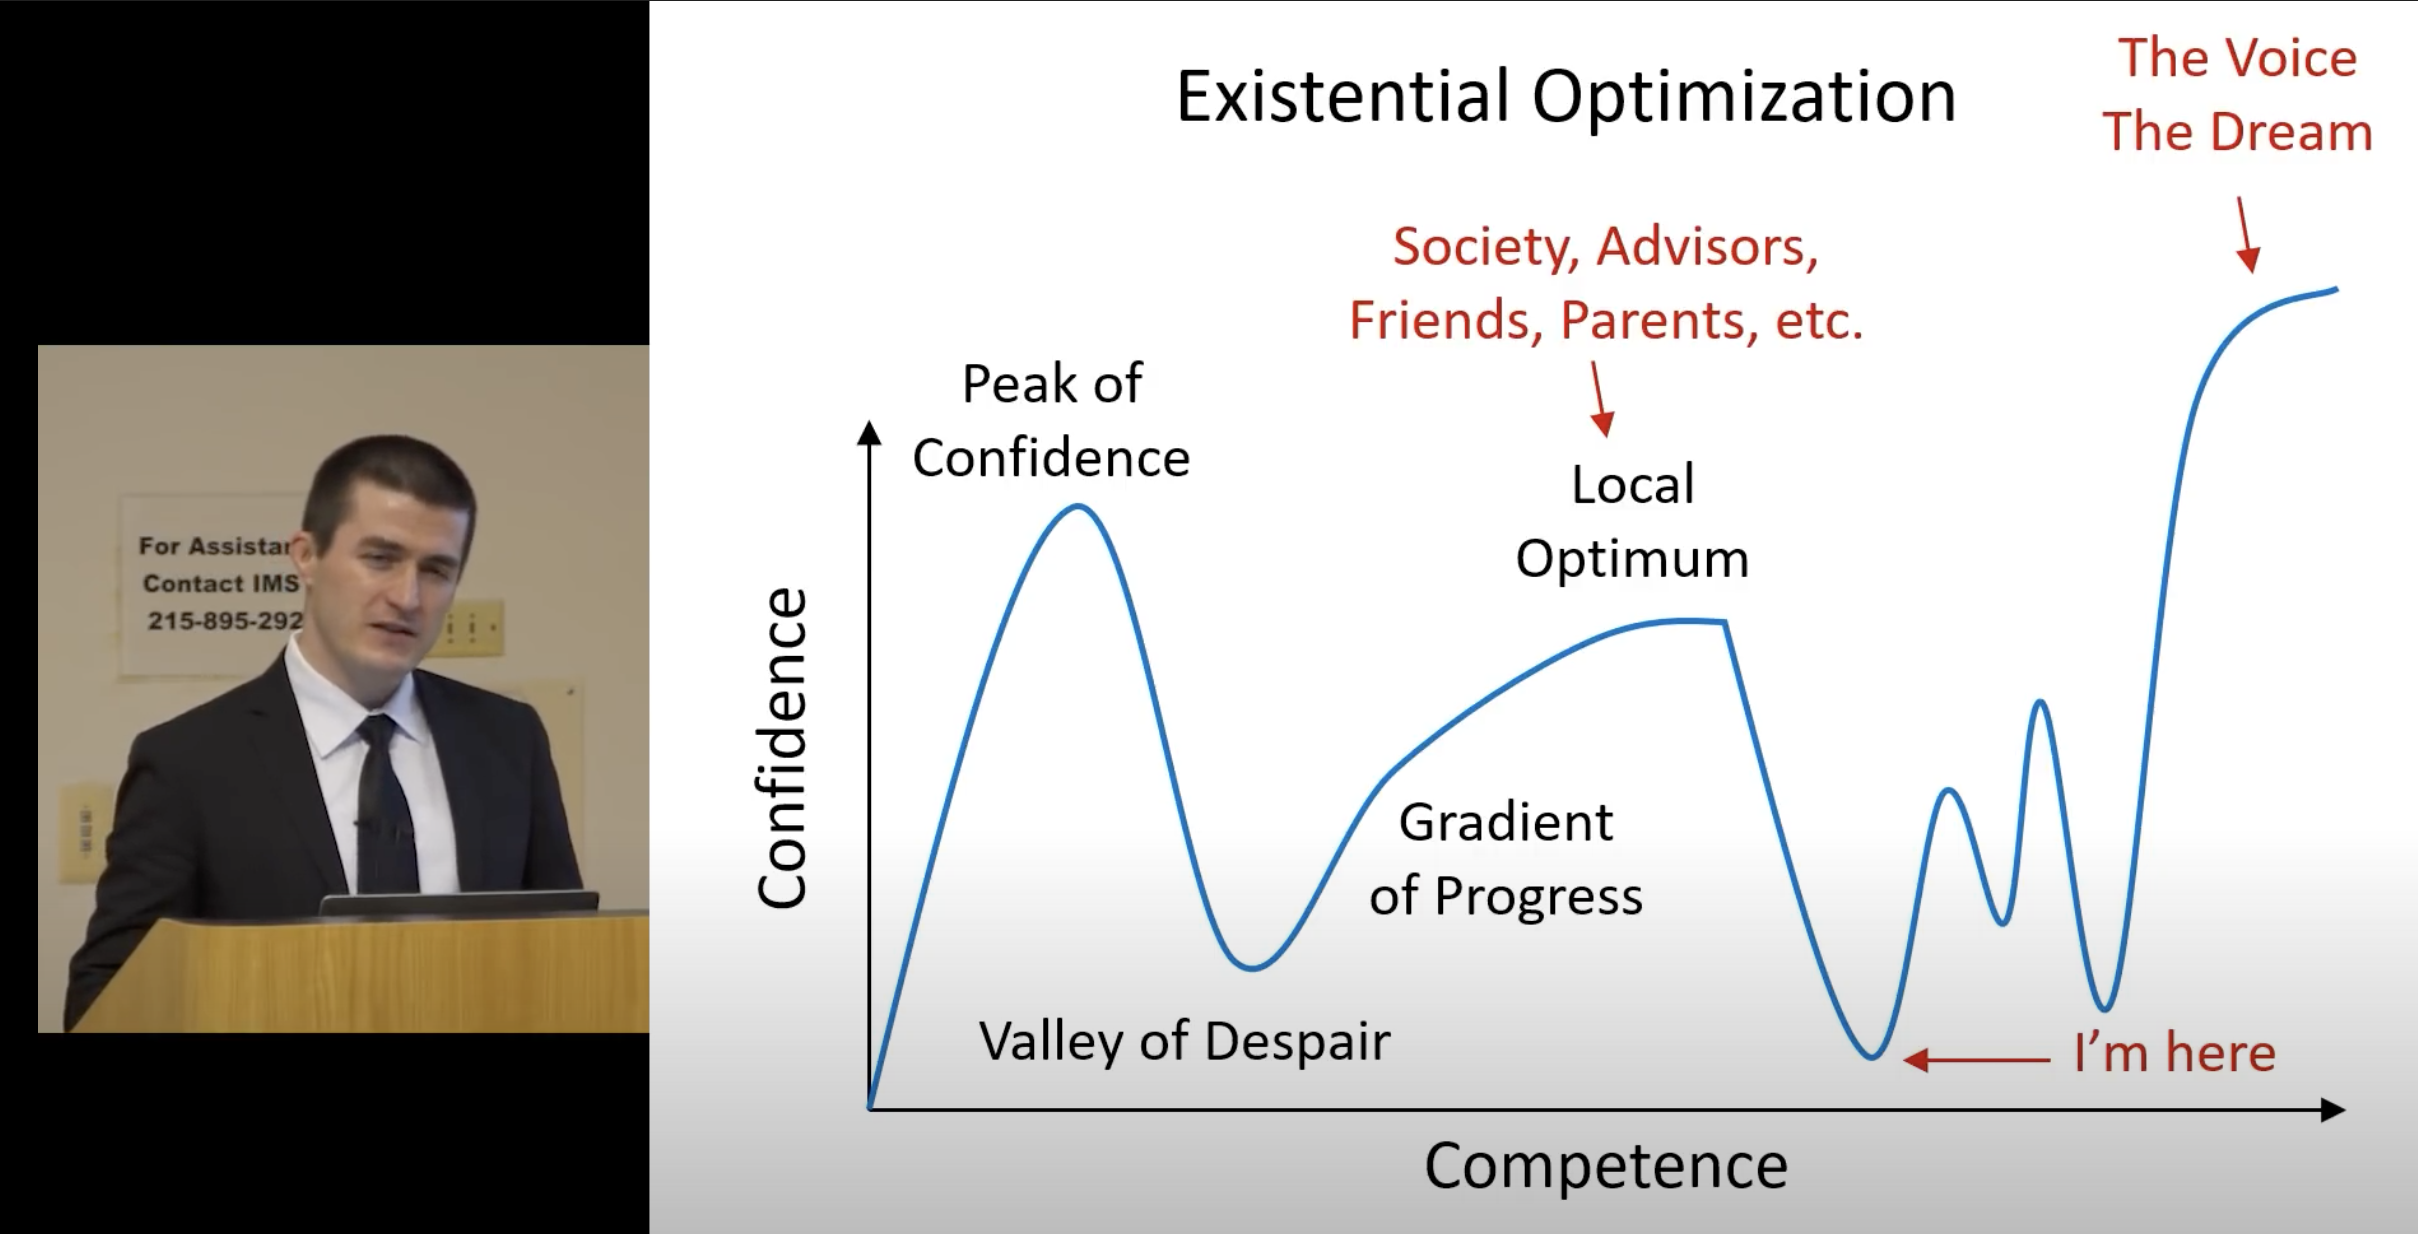 For Assistan
Contact IMS
215-895-292
Existential Optimization
The Voice
The Dream
Society, Advisors,
Friends, Parents, etc.
Peak of
Confidence
Local
Optimum
Confidence
Gradient
of Progress
Valley of Despair
I'm here
Competence